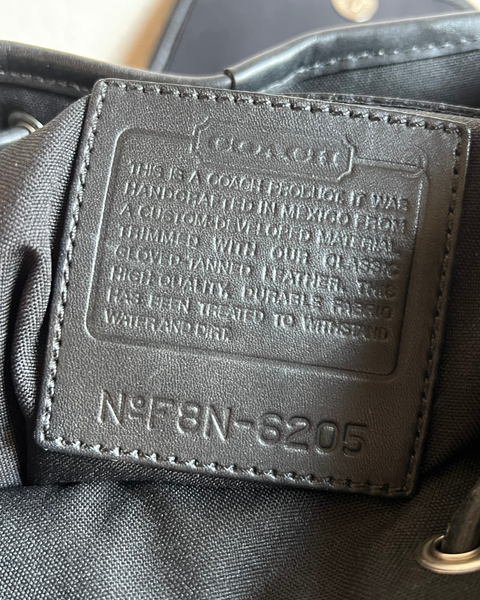 COACH
THIS IS A COACH PRODUCT. IT WAS
HANDCRAFTED IN MEXICO FROM
A CUSTOM-DEVELOPED MATERIAL
TRIMMED WITH OUR CLASSIC
GLOVED-TANNED LEATHER. THIS
HIGH QUALITY, DURABLE FABRIC
HAS BEEN TREATED TO WITHSTAND
WATER AND DIRT.
NoF8N-6205